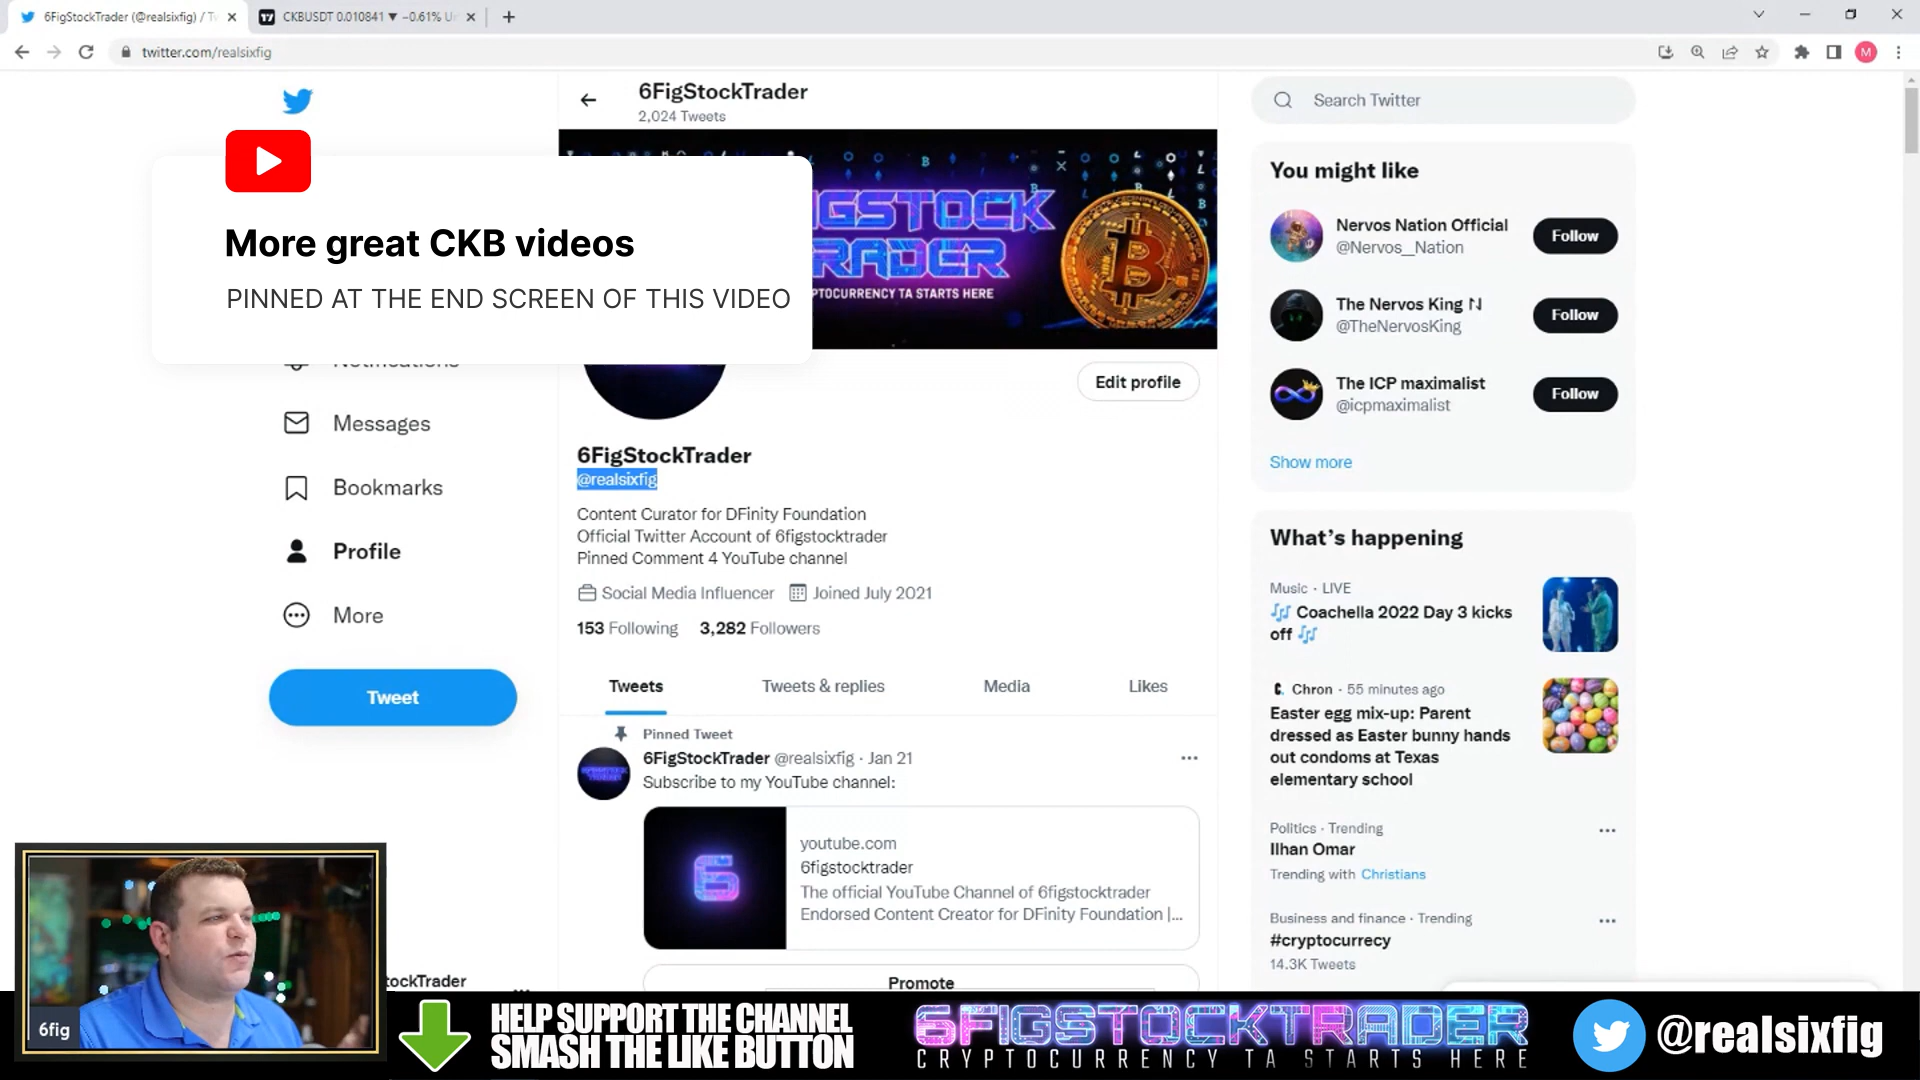 6FigStockTrader (@realsixfig) / Tw
CKBUSDT 0.010841 ▼ −0.61% Un
twitter.com/realsixfig
M
6FigStockTrader
2,024 Tweets
Search Twitter
More great CKB videos
PINNED AT THE END SCREEN OF THIS VIDEO
IGSTOCK
RADER
PTOCURRENCY TA STARTS HERE
Notifications
Messages
Bookmarks
Profile
More
Tweet
Edit profile
6FigStockTrader
@realsixfig
Content Curator for DFinity Foundation
Official Twitter Account of 6figstocktrader
Pinned Comment 4 YouTube channel
Social Media Influencer Joined July 2021
153 Following 3,282 Followers
Tweets Tweets & replies Media Likes
Pinned Tweet
6FigStockTrader @realsixfig · Jan 21
Subscribe to my YouTube channel:
6
youtube.com
6figstocktrader
The official YouTube Channel of 6figstocktrader
Endorsed Content Creator for DFinity Foundation |...
Promote
You might like
Nervos Nation Official
@Nervos__Nation
Follow
The Nervos King
@TheNervosKing
Follow
The ICP maximalist
@icpmaximalist
Follow
Show more
What's happening
Music · LIVE
🎶 Coachella 2022 Day 3 kicks
off 🎶
Chron · 55 minutes ago
Easter egg mix-up: Parent
dressed as Easter bunny hands
out condoms at Texas
elementary school
Politics · Trending
Ilhan Omar
Trending with Christians
Business and finance · Trending
#cryptocurrecy
14.3K Tweets
tockTrader
6fig
HELP SUPPORT THE CHANNEL
SMASH THE LIKE BUTTON
6FIGSTOCKTRADER
CRYPTOCURRENCY TA STARTS HERE
@realsixfig